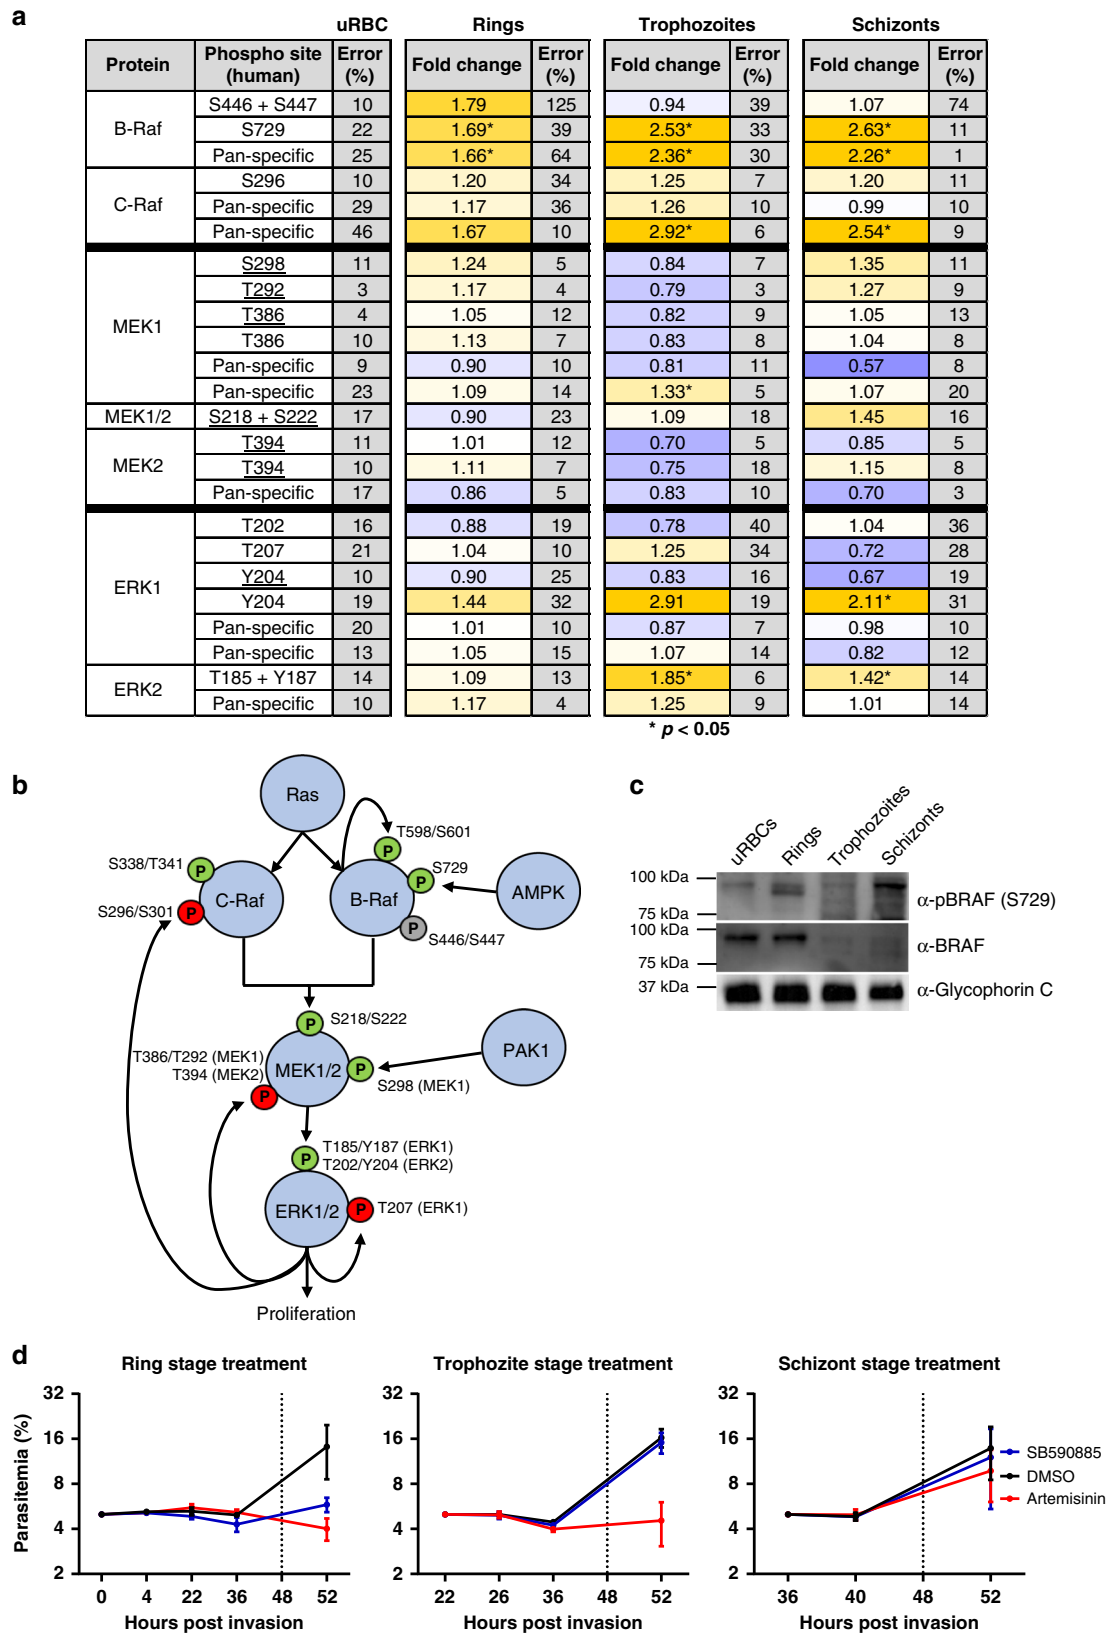 a
uRBC Rings Trophozoites Schizonts
Protein Phospho site (human) Error (%) Fold change Error (%) Fold change Error (%) Fold change Error (%)
B-Raf S446 + S447 10 1.79 125 0.94 39 1.07 74
S729 22 1.69* 39 2.53* 33 2.63* 11
Pan-specific 25 1.66* 64 2.36* 30 2.26* 1
C-Raf S296 10 1.20 34 1.25 7 1.20 11
Pan-specific 29 1.17 36 1.26 10 0.99 10
Pan-specific 46 1.67 10 2.92* 6 2.54* 9
MEK1 S298 11 1.24 5 0.84 7 1.35 11
T292 3 1.17 4 0.79 3 1.27 9
T386 4 1.05 12 0.82 9 1.05 13
T386 10 1.13 7 0.83 8 1.04 8
Pan-specific 9 0.90 10 0.81 11 0.57 8
Pan-specific 23 1.09 14 1.33* 5 1.07 20
MEK1/2 S218 + S222 17 0.90 23 1.09 18 1.45 16
MEK2 T394 11 1.01 12 0.70 5 0.85 5
T394 10 1.11 7 0.75 18 1.15 8
Pan-specific 17 0.86 5 0.83 10 0.70 3
ERK1 T202 16 0.88 19 0.78 40 1.04 36
T207 21 1.04 10 1.25 34 0.72 28
Y204 10 0.90 25 0.83 16 0.67 19
Y204 19 1.44 32 2.91 19 2.11* 31
Pan-specific 20 1.01 10 0.87 7 0.98 10
Pan-specific 13 1.05 15 1.07 14 0.82 12
ERK2 T185 + Y187 14 1.09 13 1.85* 6 1.42* 14
Pan-specific 10 1.17 4 1.25 9 1.01 14
* p < 0.05
b
Ras
T598/S601
P
S338/T341 P
S729
P
C-Raf
B-Raf
AMPK
S296/S301 P
P
S446/S447
P S218/S222
PAK1
T386/T292 (MEK1)
T394 (MEK2)
MEK1/2
P
S298 (MEK1)
P
P
T185/Y187 (ERK1)
T202/Y204 (ERK2)
ERK1/2
P T207 (ERK1)
Proliferation
c
uRBCs Rings Trophozoites Schizonts
100 kDa
75 kDa
α-pBRAF (S729)
100 kDa
75 kDa
α-BRAF
37 kDa
α-Glycophorin C
d
Ring stage treatment
Parasitemia (%)
32
16
8
4
2
0 4 22 36 48 52
Hours post invasion
Trophozite stage treatment
32
16
8
4
2
22 26 36 48 52
Hours post invasion
Schizont stage treatment
32
16
8
4
2
36 40 48 52
Hours post invasion
SB590885
DMSO
Artemisinin